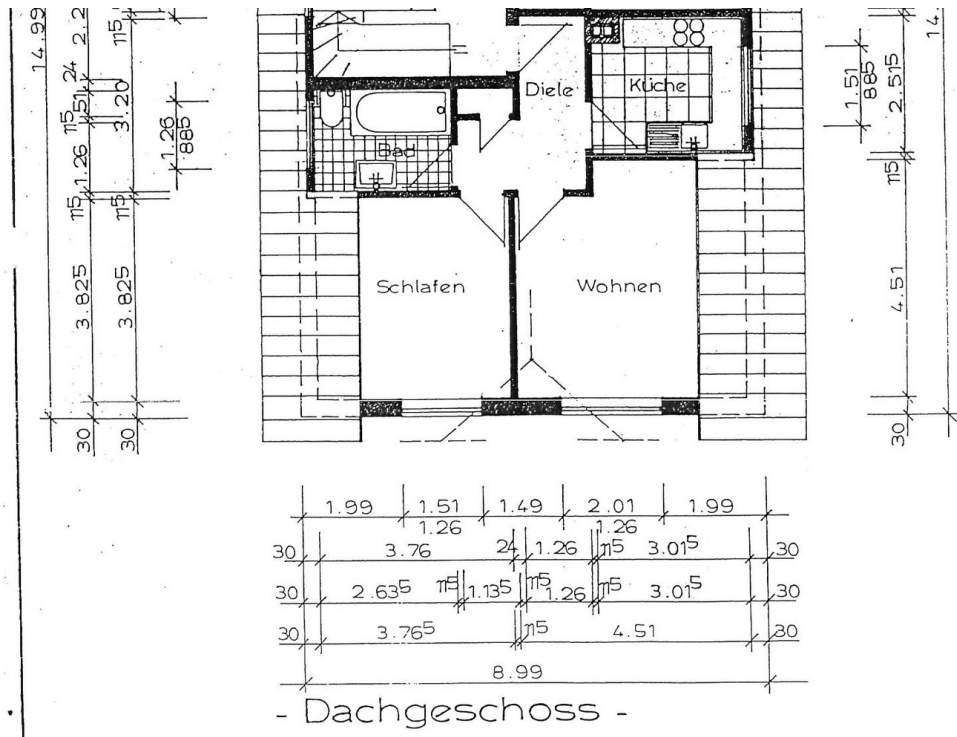 14.99
2.2
24
1.51
11⁵
1.26
11⁵
3.825
30
11⁵
3.20
11⁵
3.825
30
1.26
885
Diele
Küche
Bad
Schlafen
Wohnen
1.51
885
2.515
11⁵
4.51
30
14.
1.99 1.51 1.49 2.01 1.99
1.26 1.26
30 3.76 24 1.26 11⁵ 3.01⁵ 30
30 2.63⁵ 11⁵ 1.13⁵ 11⁵ 1.26 11⁵ 3.01⁵ 30
30 3.76⁵ 11⁵ 4.51 30
8.99
- Dachgeschoss -